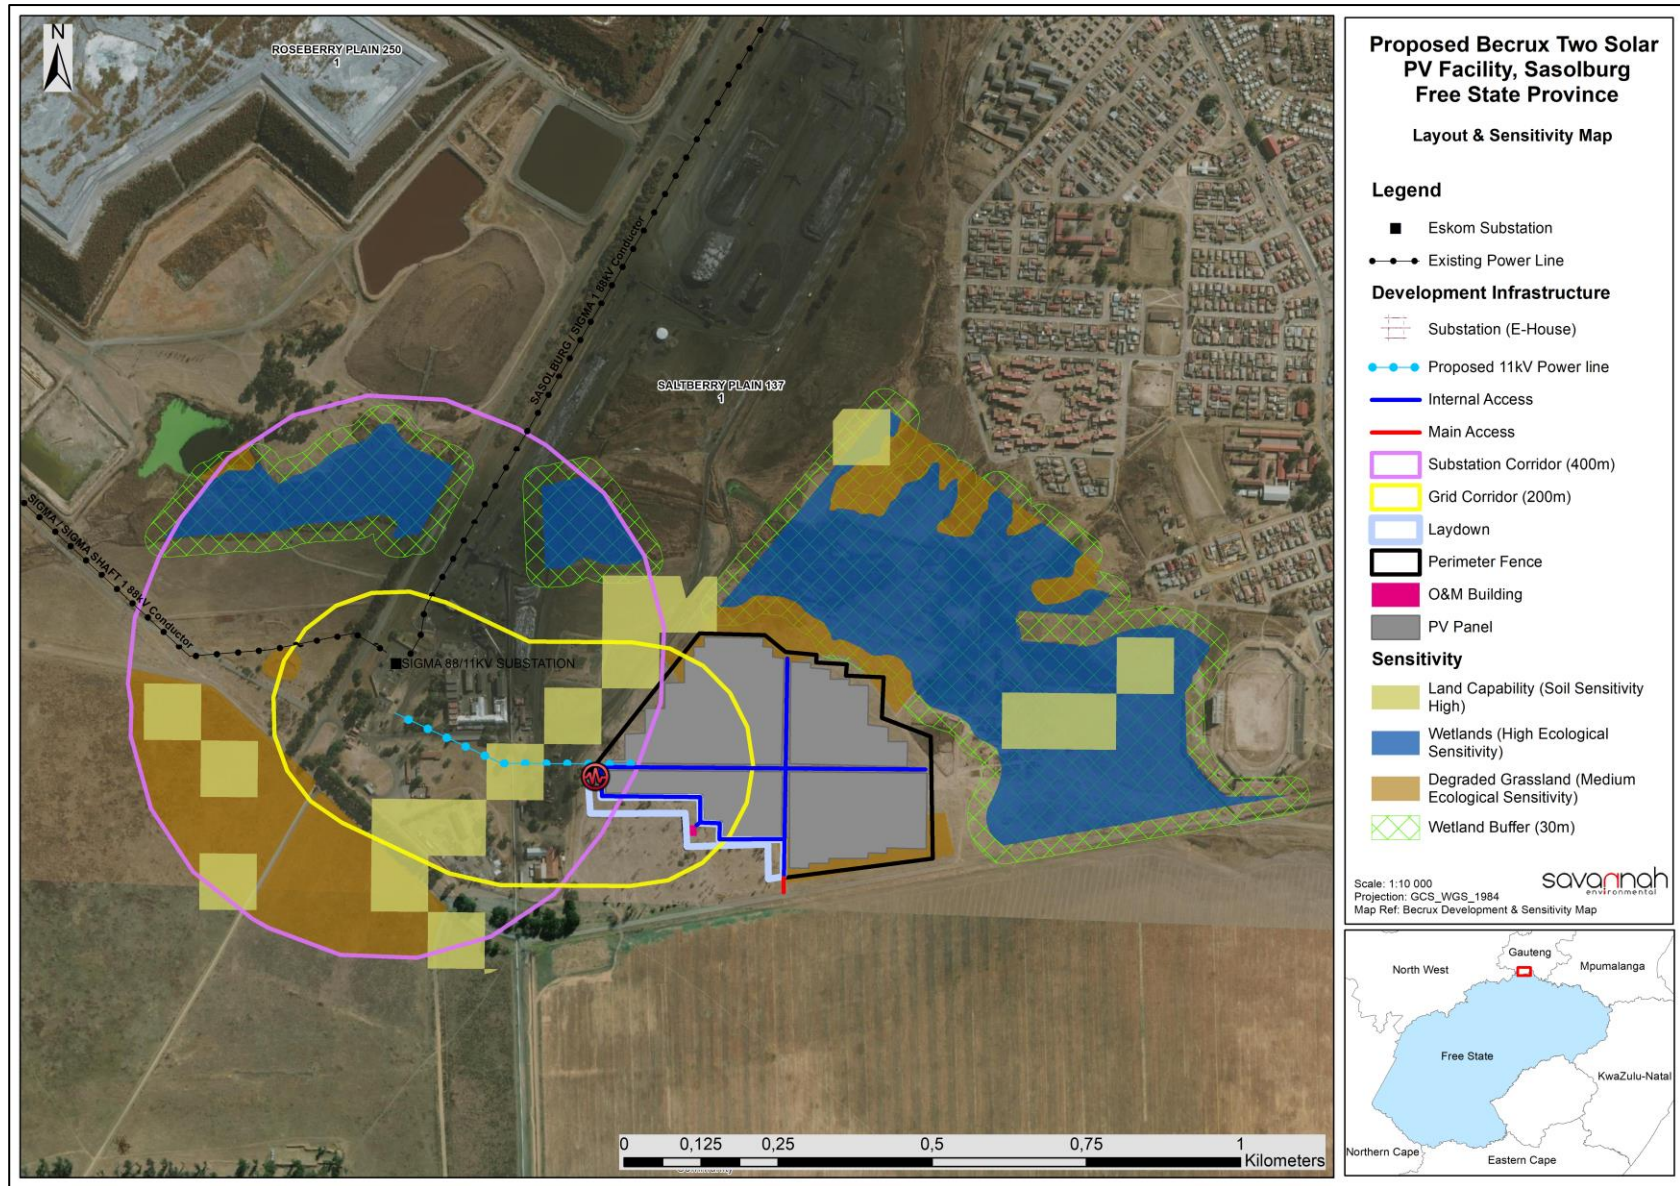 N
ROSEBERRY PLAIN 250
1
SASOLBURG / SIGMA 1 88kV Conductor
SALTBERRY PLAIN 137
1
SIGMA / SIGMA SHAFT 1 88kV Conductor
SIGMA 88/11KV SUBSTATION
0 0,125 0,25 0,5 0,75 1
Kilometers
Proposed Becrux Two Solar
PV Facility, Sasolburg
Free State Province
Layout & Sensitivity Map
Legend
Eskom Substation
Existing Power Line
Development Infrastructure
Substation (E-House)
Proposed 11kV Power line
Internal Access
Main Access
Substation Corridor (400m)
Grid Corridor (200m)
Laydown
Perimeter Fence
O&M Building
PV Panel
Sensitivity
Land Capability (Soil Sensitivity
High)
Wetlands (High Ecological
Sensitivity)
Degraded Grassland (Medium
Ecological Sensitivity)
Wetland Buffer (30m)
savannah
environmental
Scale: 1:10 000
Projection: GCS_WGS_1984
Map Ref: Becrux Development & Sensitivity Map
Gauteng
North West
Mpumalanga
Free State
KwaZulu-Natal
Northern Cape
Eastern Cape